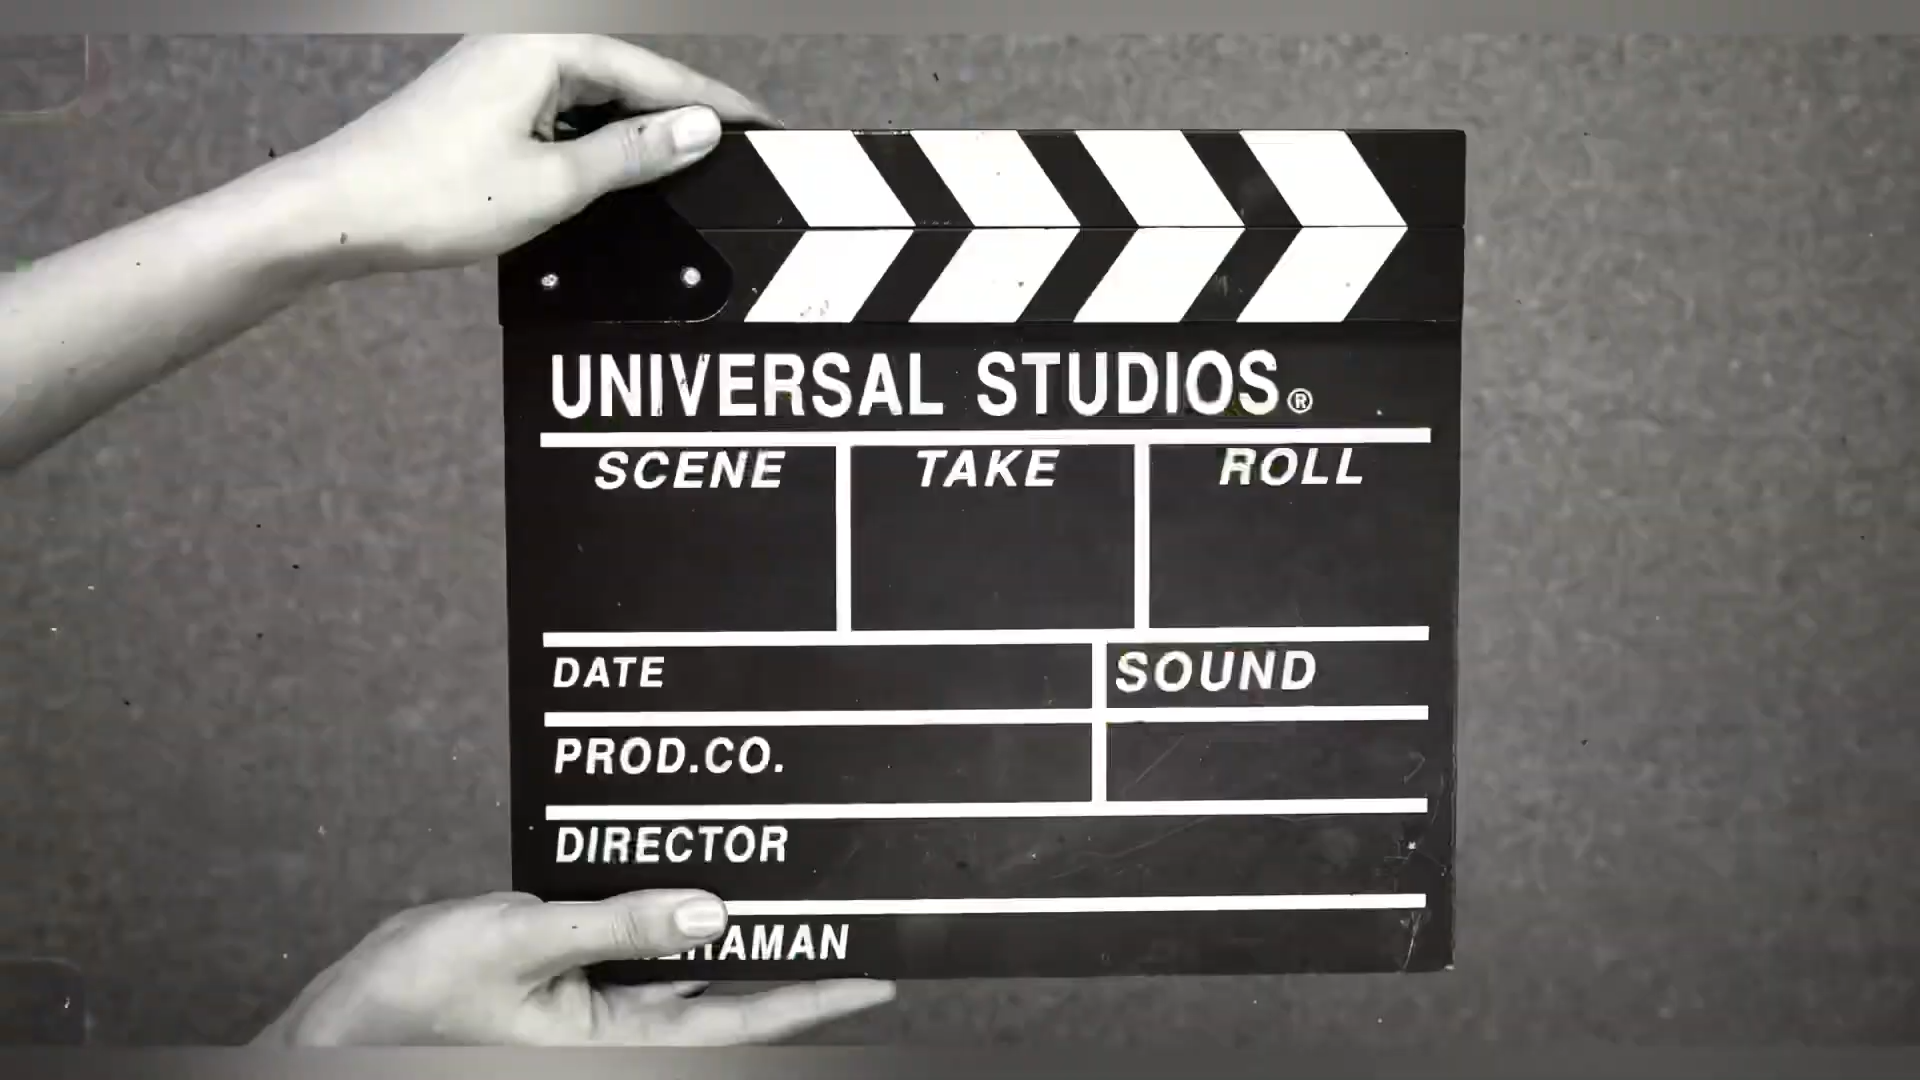 UNIVERSAL STUDIOS®
SCENE TAKE ROLL
DATE SOUND
PROD.CO.
DIRECTOR